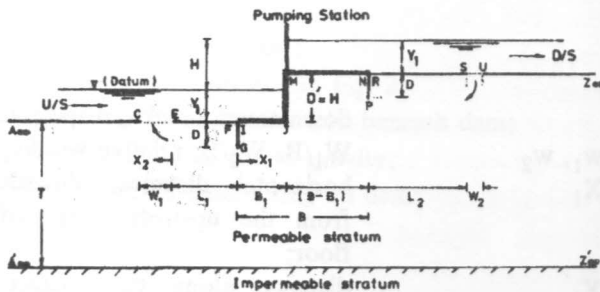 Pumping Station
H
Y₁
D/S
(Datum)
S U
M
N R
Z∞
D'=H
D
P
U/S
Y₁
C E
A∞
D
F I
G
X₂
X₁
T
W₁
L₁
B₁
(B-B₁)
L₂
W₂
B
Permeable stratum
A'∞
Z'∞
Impermeable stratum